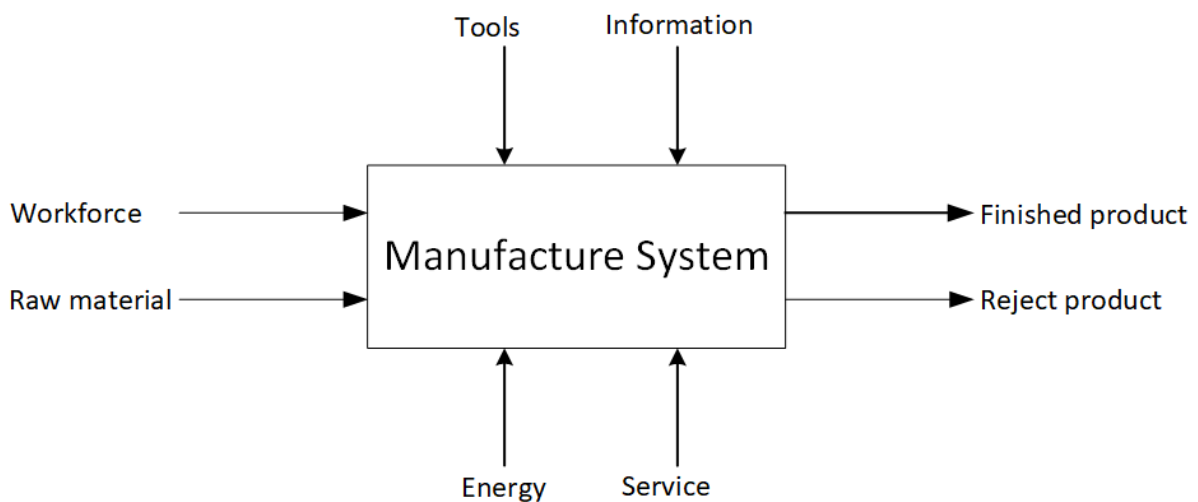 Tools
Information
Workforce
Finished product
Manufacture System
Raw material
Reject product
Energy
Service